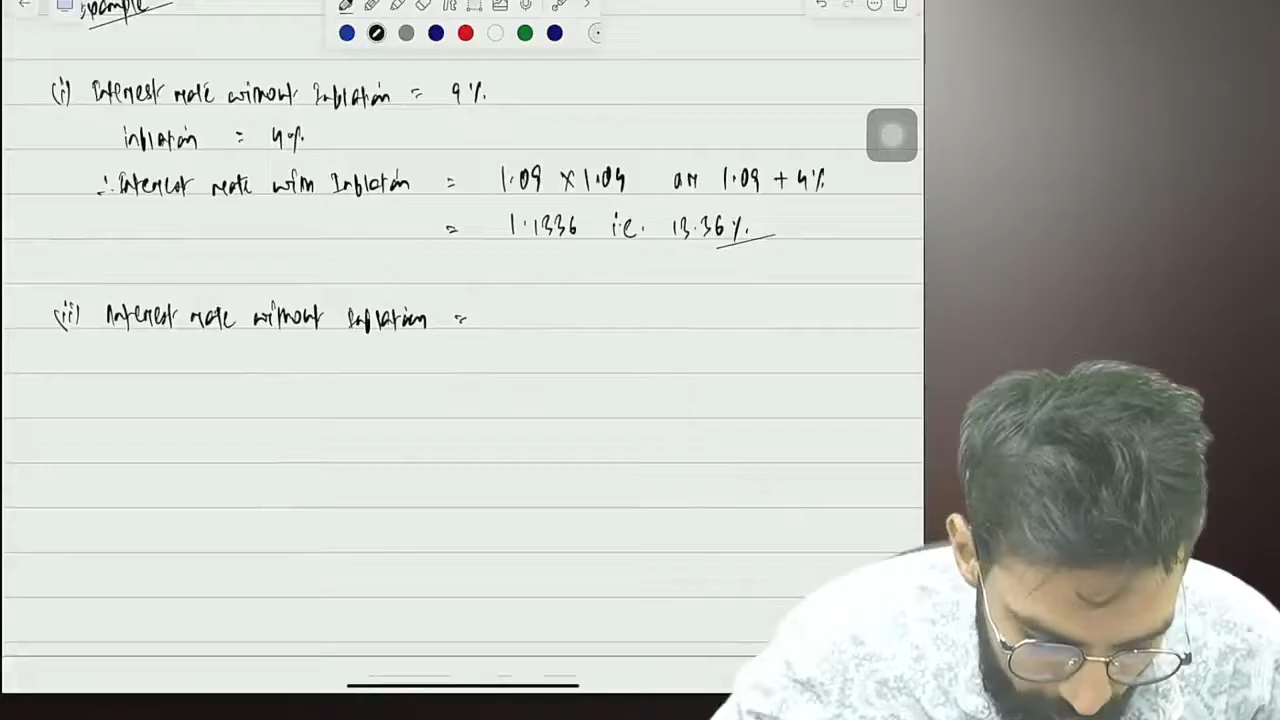 Example
(i) Interest rate without Inflation = 9%.
inflation = 4%
∴ Interest rate with Inflation = 1.09 × 1.04 or 1.09 + 4%
= 1.1336 i.e. 13.36%.
(ii) Interest rate without Inflation =